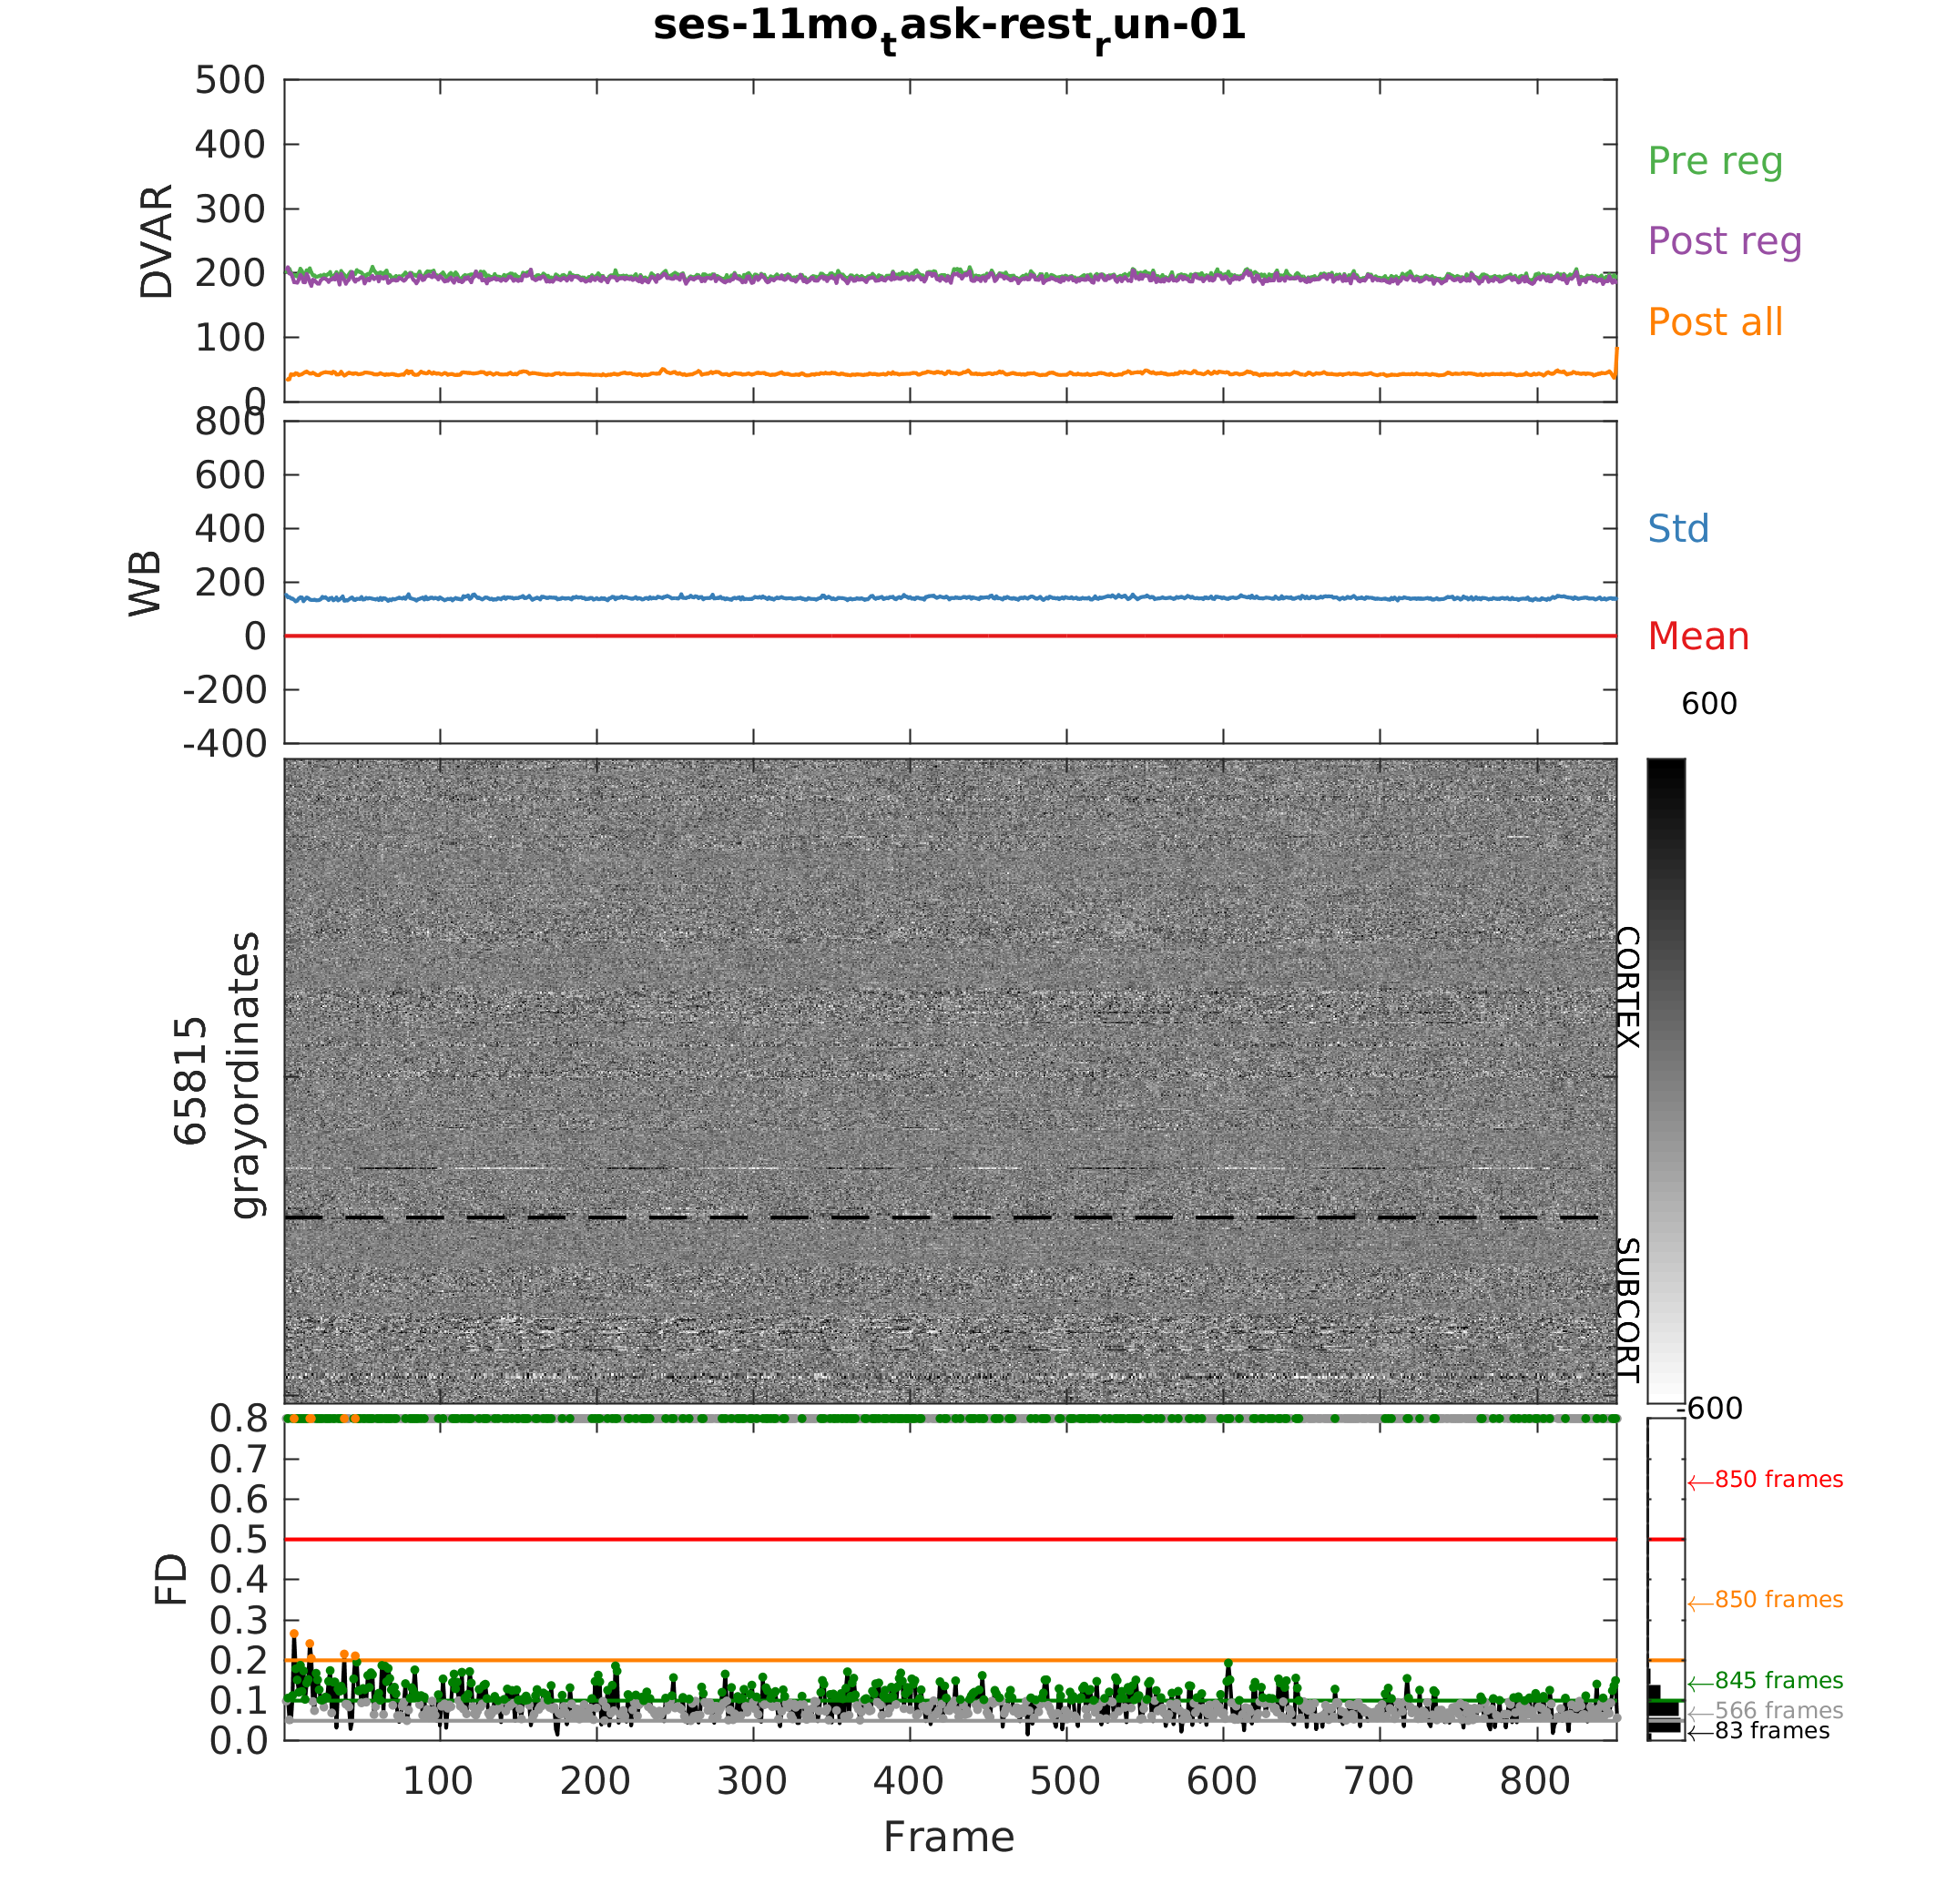 ses-11mo_task-rest_run-01
500
400
300
200
100
0
DVAR
Pre reg
Post reg
Post all
800
600
400
200
0
-200
-400
WB
Std
Mean
600
65815
grayordinates
CORTEX
SUBCORT
-600
0.8
0.7
0.6
0.5
0.4
0.3
0.2
0.1
0.0
FD
←850 frames
←850 frames
←845 frames
←566 frames
←83 frames
100 200 300 400 500 600 700 800
Frame